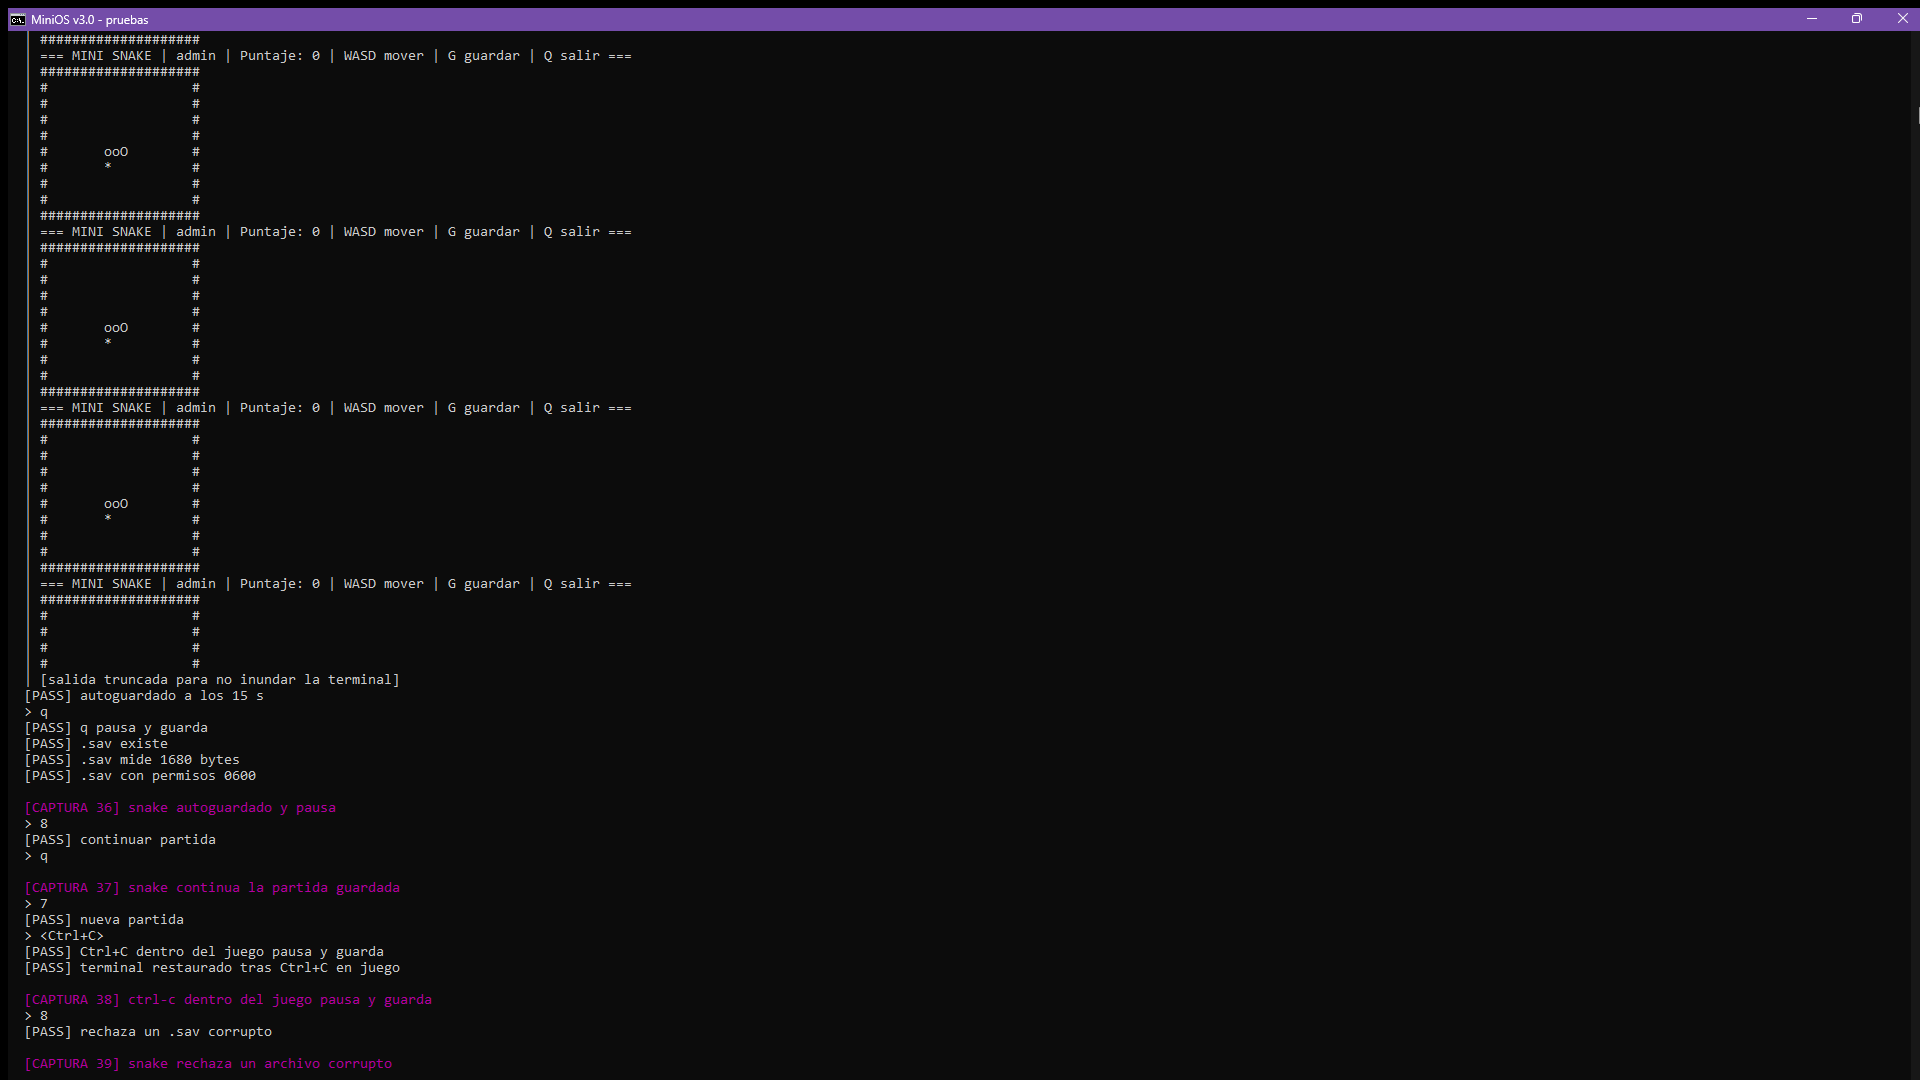 MiniOS v3.0 - pruebas
####################
=== MINI SNAKE | admin | Puntaje: 0 | WASD mover | G guardar | Q salir ===
####################
#                  #
#                  #
#                  #
#                  #
#       ooO        #
#       *          #
#                  #
#                  #
####################
=== MINI SNAKE | admin | Puntaje: 0 | WASD mover | G guardar | Q salir ===
####################
#                  #
#                  #
#                  #
#                  #
#       ooO        #
#       *          #
#                  #
#                  #
####################
=== MINI SNAKE | admin | Puntaje: 0 | WASD mover | G guardar | Q salir ===
####################
#                  #
#                  #
#                  #
#                  #
#       ooO        #
#       *          #
#                  #
#                  #
####################
=== MINI SNAKE | admin | Puntaje: 0 | WASD mover | G guardar | Q salir ===
####################
#                  #
#                  #
#                  #
#                  #
[salida truncada para no inundar la terminal]
[PASS] autoguardado a los 15 s
> q
[PASS] q pausa y guarda
[PASS] .sav existe
[PASS] .sav mide 1680 bytes
[PASS] .sav con permisos 0600
[CAPTURA 36] snake autoguardado y pausa
> 8
[PASS] continuar partida
> q
[CAPTURA 37] snake continua la partida guardada
> 7
[PASS] nueva partida
> <Ctrl+C>
[PASS] Ctrl+C dentro del juego pausa y guarda
[PASS] terminal restaurado tras Ctrl+C en juego
[CAPTURA 38] ctrl-c dentro del juego pausa y guarda
> 8
[PASS] rechaza un .sav corrupto
[CAPTURA 39] snake rechaza un archivo corrupto